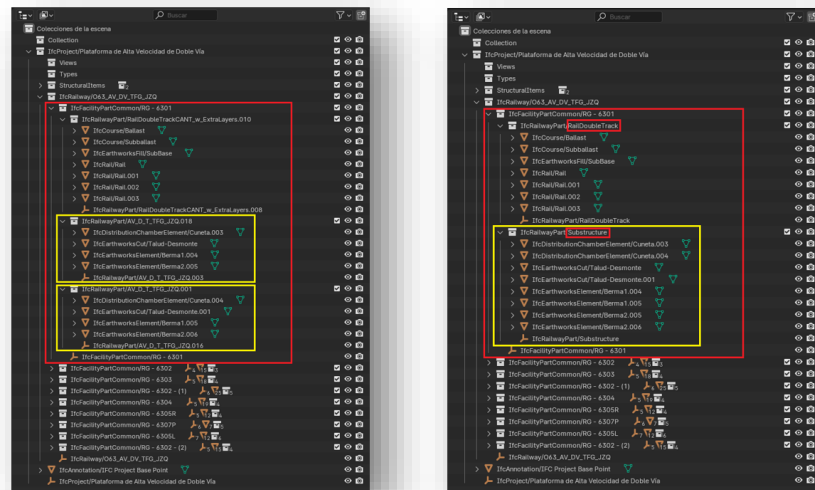 Buscar
Colecciones de la escena
Collection
IfcProject/Plataforma de Alta Velocidad de Doble Vía
Views
Types
StructuralItems 2
IfcRailway/O63_AV_DV_TFG_JZQ
IfcFacilityPartCommon/RG - 6301
IfcRailwayPart/RailDoubleTrackCANT_w_ExtraLayers.010
IfcCourse/Ballast
IfcCourse/Subballast
IfcEarthworksFill/SubBase
IfcRail/Rail
IfcRail/Rail.001
IfcRail/Rail.002
IfcRail/Rail.003
IfcRailwayPart/RailDoubleTrackCANT_w_ExtraLayers.008
IfcRailwayPart/AV_D_T_TFG_JZQ.018
IfcDistributionChamberElement/Cuneta.003
IfcEarthworksCut/Talud-Desmonte
IfcEarthworksElement/Berma1.004
IfcEarthworksElement/Berma2.005
IfcRailwayPart/AV_D_T_TFG_JZQ.003
IfcRailwayPart/AV_D_T_TFG_JZQ.001
IfcDistributionChamberElement/Cuneta.004
IfcEarthworksCut/Talud-Desmonte.001
IfcEarthworksElement/Berma1.005
IfcEarthworksElement/Berma2.006
IfcRailwayPart/AV_D_T_TFG_JZQ.016
IfcFacilityPartCommon/RG - 6301
IfcFacilityPartCommon/RG - 6302
IfcFacilityPartCommon/RG - 6303
IfcFacilityPartCommon/RG - 6302 - (1)
IfcFacilityPartCommon/RG - 6304
IfcFacilityPartCommon/RG - 6305R
IfcFacilityPartCommon/RG - 6307P
IfcFacilityPartCommon/RG - 6305L
IfcFacilityPartCommon/RG - 6302 - (2)
IfcRailway/O63_AV_DV_TFG_JZQ
IfcAnnotation/IFC Project Base Point
IfcProject/Plataforma de Alta Velocidad de Doble Vía
Buscar
Colecciones de la escena
Collection
IfcProject/Plataforma de Alta Velocidad de Doble Vía
Views
Types
StructuralItems 2
IfcRailway/O63_AV_DV_TFG_JZQ
IfcFacilityPartCommon/RG - 6301
IfcRailwayPart/RailDoubleTrack
IfcCourse/Ballast
IfcCourse/Subballast
IfcEarthworksFill/SubBase
IfcRail/Rail
IfcRail/Rail.001
IfcRail/Rail.002
IfcRail/Rail.003
IfcRailwayPart/RailDoubleTrack
IfcRailwayPart/Substructure
IfcDistributionChamberElement/Cuneta.003
IfcDistributionChamberElement/Cuneta.004
IfcEarthworksCut/Talud-Desmonte
IfcEarthworksCut/Talud-Desmonte.001
IfcEarthworksElement/Berma1.004
IfcEarthworksElement/Berma1.005
IfcEarthworksElement/Berma2.005
IfcEarthworksElement/Berma2.006
IfcRailwayPart/Substructure
IfcFacilityPartCommon/RG - 6301
IfcFacilityPartCommon/RG - 6302
IfcFacilityPartCommon/RG - 6303
IfcFacilityPartCommon/RG - 6302 - (1)
IfcFacilityPartCommon/RG - 6304
IfcFacilityPartCommon/RG - 6305R
IfcFacilityPartCommon/RG - 6307P
IfcFacilityPartCommon/RG - 6305L
IfcFacilityPartCommon/RG - 6302 - (2)
IfcRailway/O63_AV_DV_TFG_JZQ
IfcAnnotation/IFC Project Base Point
IfcProject/Plataforma de Alta Velocidad de Doble Vía